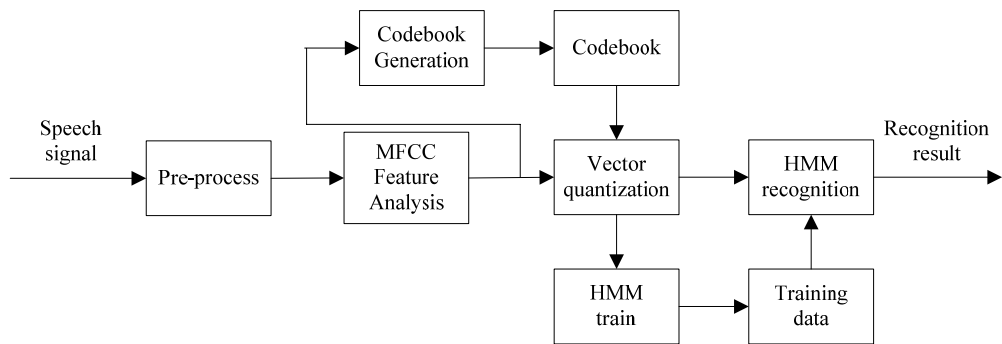 Codebook
Generation
Codebook
Speech
signal
Pre-process
MFCC
Feature
Analysis
Vector
quantization
HMM
recognition
Recognition
result
HMM
train
Training
data